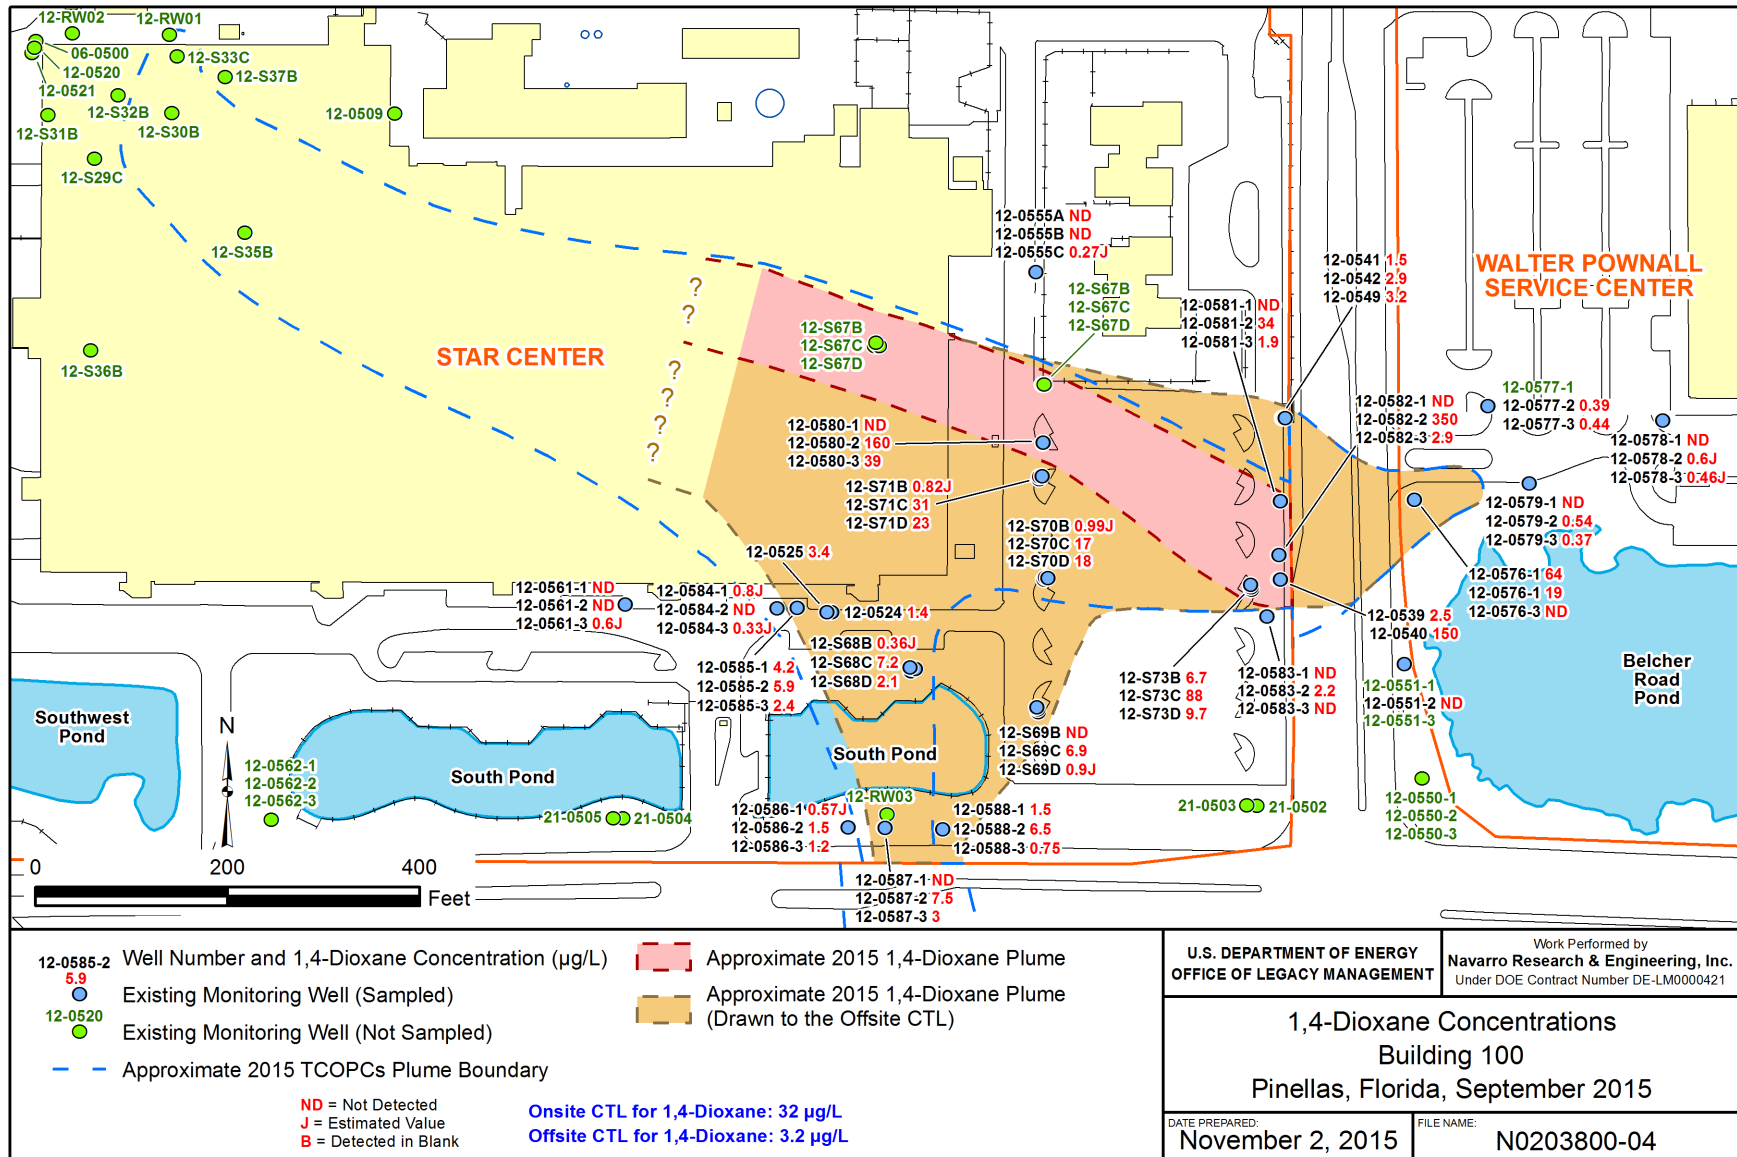 12-RW02
12-RW01
06-0500
12-0520
12-0521
12-S33C
12-S37B
12-S32B
12-S31B
12-S30B
12-0509
12-S29C
12-S35B
12-S36B
STAR CENTER
?
?
?
?
?
?
12-0555A ND
12-0555B ND
12-0555C 0.27J
12-S67B
12-S67C
12-S67D
12-S67B
12-S67C
12-S67D
12-0581-1 ND
12-0581-2 34
12-0581-3 1.9
12-0541 1.5
12-0542 2.9
12-0549 3.2
WALTER POWNALL
SERVICE CENTER
12-0582-1 ND
12-0582-2 350
12-0582-3 2.9
12-0577-1
12-0577-2 0.39
12-0577-3 0.44
12-0578-1 ND
12-0578-2 0.6J
12-0578-3 0.46J
12-0580-1 ND
12-0580-2 160
12-0580-3 39
12-S71B 0.82J
12-S71C 31
12-S71D 23
12-S70B 0.99J
12-S70C 17
12-S70D 18
12-0579-1 ND
12-0579-2 0.54
12-0579-3 0.37
12-0576-1 64
12-0576-1 19
12-0576-3 ND
12-0525 3.4
12-0524 1.4
12-0561-1 ND
12-0561-2 ND
12-0561-3 0.6J
12-0584-1 0.8J
12-0584-2 ND
12-0584-3 0.33J
12-0539 2.5
12-0540 150
12-S68B 0.36J
12-S68C 7.2
12-S68D 2.1
12-0585-1 4.2
12-0585-2 5.9
12-0585-3 2.4
12-S73B 6.7
12-S73C 88
12-S73D 9.7
12-0583-1 ND
12-0583-2 2.2
12-0583-3 ND
12-0551-1
12-0551-2 ND
12-0551-3
Belcher
Road
Pond
Southwest
Pond
N
12-0562-1
12-0562-2
12-0562-3
South Pond
South Pond
12-S69B ND
12-S69C 6.9
12-S69D 0.9J
21-0505
21-0504
12-0586-1 0.57J
12-0586-2 1.5
12-0586-3 1.2
12-RW03
12-0588-1 1.5
12-0588-2 6.5
12-0588-3 0.75
21-0503
21-0502
12-0550-1
12-0550-2
12-0550-3
12-0587-1 ND
12-0587-2 7.5
12-0587-3 3
0 200 400
Feet
12-0585-2
5.9
Well Number and 1,4-Dioxane Concentration (µg/L)
Existing Monitoring Well (Sampled)
12-0520
Existing Monitoring Well (Not Sampled)
Approximate 2015 TCOPCs Plume Boundary
ND = Not Detected
J = Estimated Value
B = Detected in Blank
Approximate 2015 1,4-Dioxane Plume
Approximate 2015 1,4-Dioxane Plume
(Drawn to the Offsite CTL)
Onsite CTL for 1,4-Dioxane: 32 µg/L
Offsite CTL for 1,4-Dioxane: 3.2 µg/L
U.S. DEPARTMENT OF ENERGY
OFFICE OF LEGACY MANAGEMENT
Work Performed by
Navarro Research & Engineering, Inc.
Under DOE Contract Number DE-LM0000421
1,4-Dioxane Concentrations
Building 100
Pinellas, Florida, September 2015
DATE PREPARED:
November 2, 2015
FILE NAME:
N0203800-04